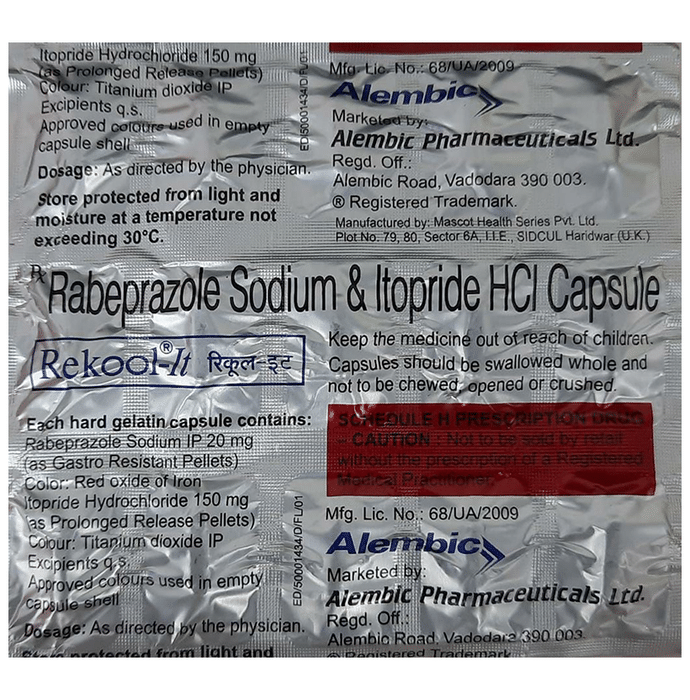 Itopride Hydrochloride 150 mg
(as Prolonged Release Pellets)
Colour: Titanium dioxide IP
Excipients q.s.
Approved colours used in empty
capsule shell
Dosage: As directed by the physician.
Store protected from light and
moisture at a temperature not
exceeding 30°C.
ED/50001434/D/FL/01
Mfg. Lic. No.: 68/UA/2009
Alembic
Marketed by:
Alembic Pharmaceuticals Ltd.
Regd. Off.:
Alembic Road, Vadodara 390 003.
® Registered Trademark.
Manufactured by: Mascot Health Series Pvt. Ltd.
Plot No. 79, 80, Sector 6A, I.I.E., SIDCUL Haridwar (U.K.)
Rx Rabeprazole Sodium & Itopride HCl Capsule
Rekool®-It रिकूल-इट
Keep the medicine out of reach of children.
Capsules should be swallowed whole and
not to be chewed, opened or crushed.
Each hard gelatin capsule contains:
Rabeprazole Sodium IP 20 mg
(as Gastro Resistant Pellets)
Color: Red oxide of Iron
Itopride Hydrochloride 150 mg
(as Prolonged Release Pellets)
Colour: Titanium dioxide IP
Excipients q.s.
Approved colours used in empty
capsule shell
Dosage: As directed by the physician.
Store protected from light and
ED/50001434/D/FL/01
SCHEDULE H PRESCRIPTION DRUG
- CAUTION : Not to be sold by retail
without the prescription of a Registered
Medical Practitioner.
Mfg. Lic. No.: 68/UA/2009
Alembic
Marketed by:
Alembic Pharmaceuticals Ltd.
Regd. Off.:
Alembic Road, Vadodara 390 003.
® Registered Trademark.